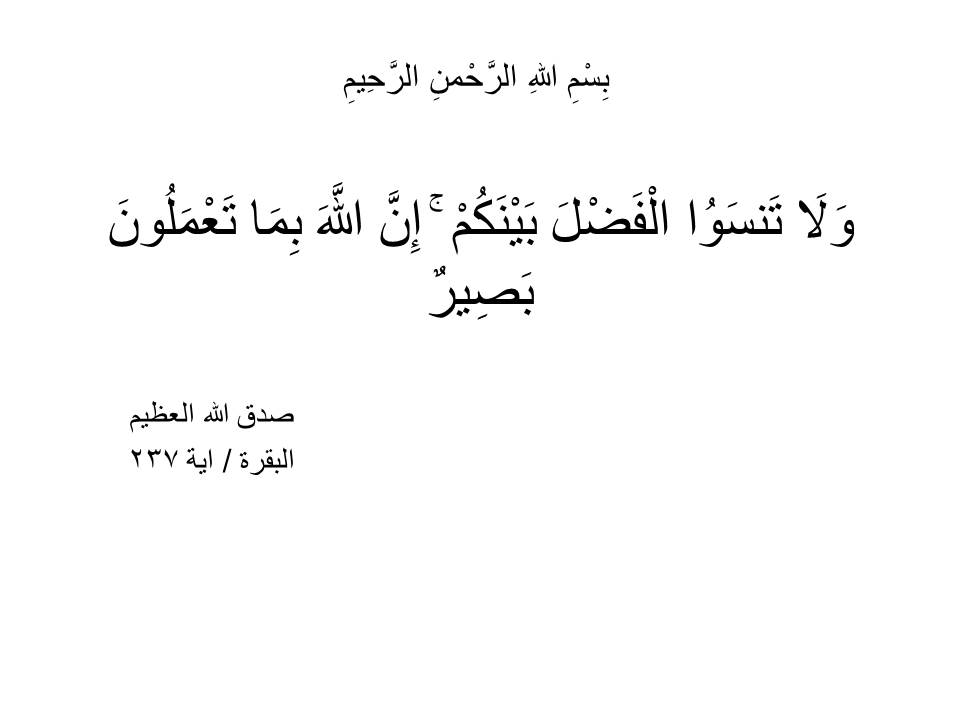 بِسْمِ اللهِ الرَّحْمنِ الرَّحِيمِ
وَلَا تَنسَوُا الْفَضْلَ بَيْنَكُمْ ۚ إِنَّ اللَّهَ بِمَا تَعْمَلُونَ
بَصِيرٌ
صدق الله العظيم
البقرة / اية ٢٣٧